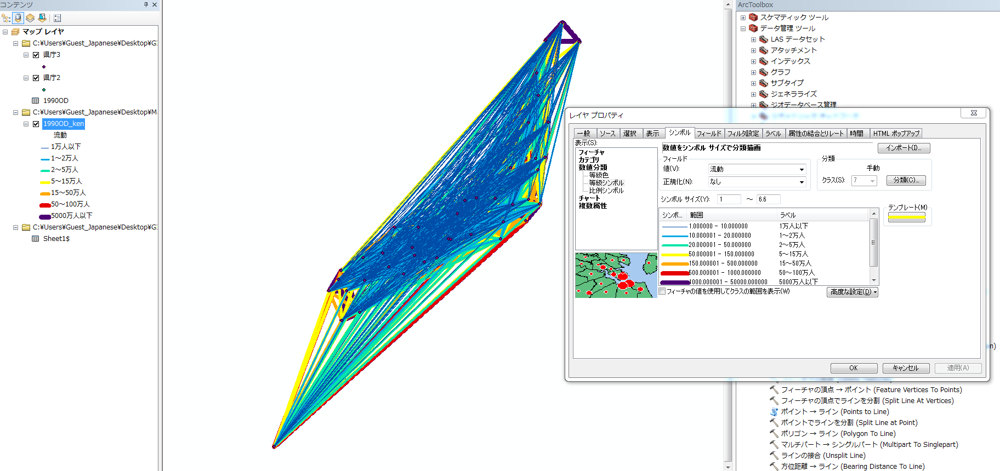 コンテンツ
マップ レイヤ
C:¥Users¥Guest_Japanese¥Desktop¥G
県庁3
県庁2
1990OD
C:¥Users¥Guest_Japanese¥Desktop¥M
1990OD_ken
流動
1万人以下
1～2万人
2～5万人
5～15万人
15～50万人
50～100万人
5000万人以下
C:¥Users¥Guest_Japanese¥Desktop¥G
Sheet1$
ArcToolbox
スケマティック ツール
データ管理 ツール
LAS データセット
アタッチメント
インデックス
グラフ
サブタイプ
ジェネラライズ
ジオデータベース管理
レイヤ プロパティ
一般 ソース 選択 表示 シンボル フィールド フィルタ設定 ラベル 属性の結合とリレート 時間 HTML ポップアップ
表示(S):
フィーチャ
カテゴリ
数値分類
等級色
等級シンボル
比例シンボル
チャート
複数属性
数値をシンボル サイズで分類描画
インポート(I)...
フィールド
値(V): 流動
正規化(N): なし
分類
手動
クラス(S): 7 分類(C)...
シンボル サイズ(Y): 1 ～ 6.6
シンボ... 範囲 ラベル
1.000000 - 10.000000 1万人以下
10.000001 - 20.000000 1～2万人
20.000001 - 50.000000 2～5万人
50.000001 - 150.000000 5～15万人
150.000001 - 500.000000 15～50万人
500.000001 - 1000.000000 50～100万人
1000.000001 - 50000.000000 5000万人以下
テンプレート(M)
フィーチャの値を使用してクラスの範囲を表示(W)
高度な設定(D)
OK キャンセル 適用(A)
フィーチャの頂点 → ポイント (Feature Vertices To Points)
フィーチャの頂点でラインを分割 (Split Line At Vertices)
ポイント → ライン (Points to Line)
ポイントでラインを分割 (Split Line at Point)
ポリゴン → ライン (Polygon To Line)
マルチパート → シングルパート (Multipart To Singlepart)
ラインの接合 (Unsplit Line)
方位距離 → ライン (Bearing Distance To Line)